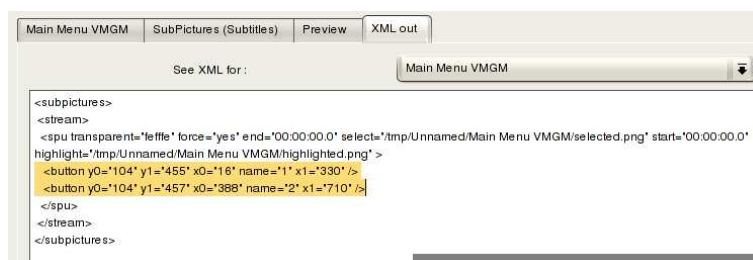 Main Menu VMGM SubPictures (Subtitles) Preview XML out
See XML for : Main Menu VMGM
<subpictures>
<stream>
<spu transparent="fefffe" force="yes" end="00:00:00.0" select="/tmp/Unnamed/Main Menu VMGM/selected.png" start="00:00:00.0"
highlight="/tmp/Unnamed/Main Menu VMGM/highlighted.png" >
<button y0="104" y1="455" x0="16" name="1" x1="330" />
<button y0="104" y1="457" x0="388" name="2" x1="710" />
</spu>
</stream>
</subpictures>